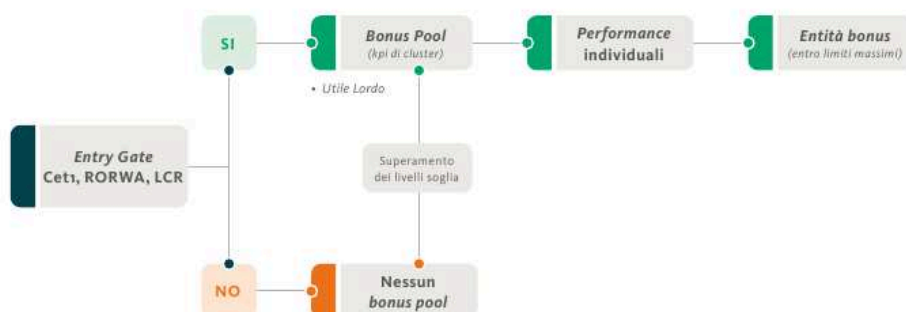 SI
Bonus Pool
(kpi di cluster)
Performance
individuali
Entità bonus
(entro limiti massimi)
• Utile Lordo
Entry Gate
Cet1, RORWA, LCR
Superamento
dei livelli soglia
NO
Nessun
bonus pool